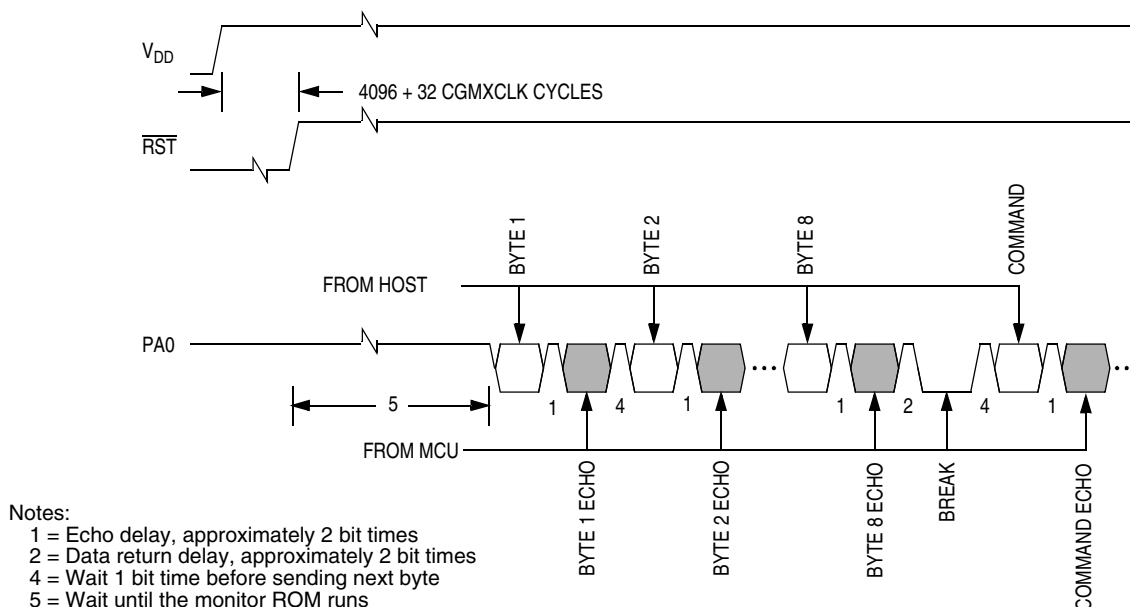 VDD
4096 + 32 CGMXCLK CYCLES
RST
FROM HOST
BYTE 1
BYTE 2
BYTE 8
COMMAND
PA0
5
1
4
1
1
2
4
1
FROM MCU
BYTE 1 ECHO
BYTE 2 ECHO
BYTE 8 ECHO
BREAK
COMMAND ECHO
Notes:
1 = Echo delay, approximately 2 bit times
2 = Data return delay, approximately 2 bit times
4 = Wait 1 bit time before sending next byte
5 = Wait until the monitor ROM runs